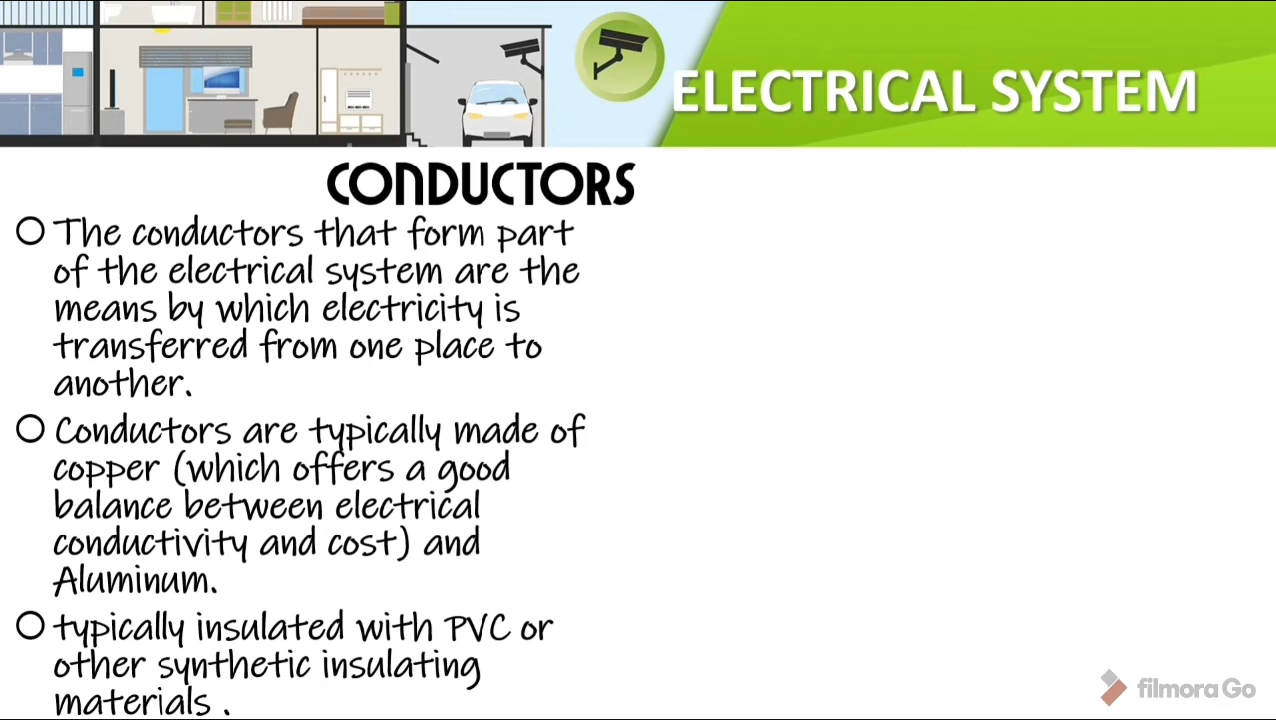 ELECTRICAL SYSTEM
CONDUCTORS
The conductors that form part
of the electrical system are the
means by which electricity is
transferred from one place to
another.
Conductors are typically made of
copper (which offers a good
balance between electrical
conductivity and cost) and
Aluminum.
typically insulated with PVC or
other synthetic insulating
materials .
filmora Go